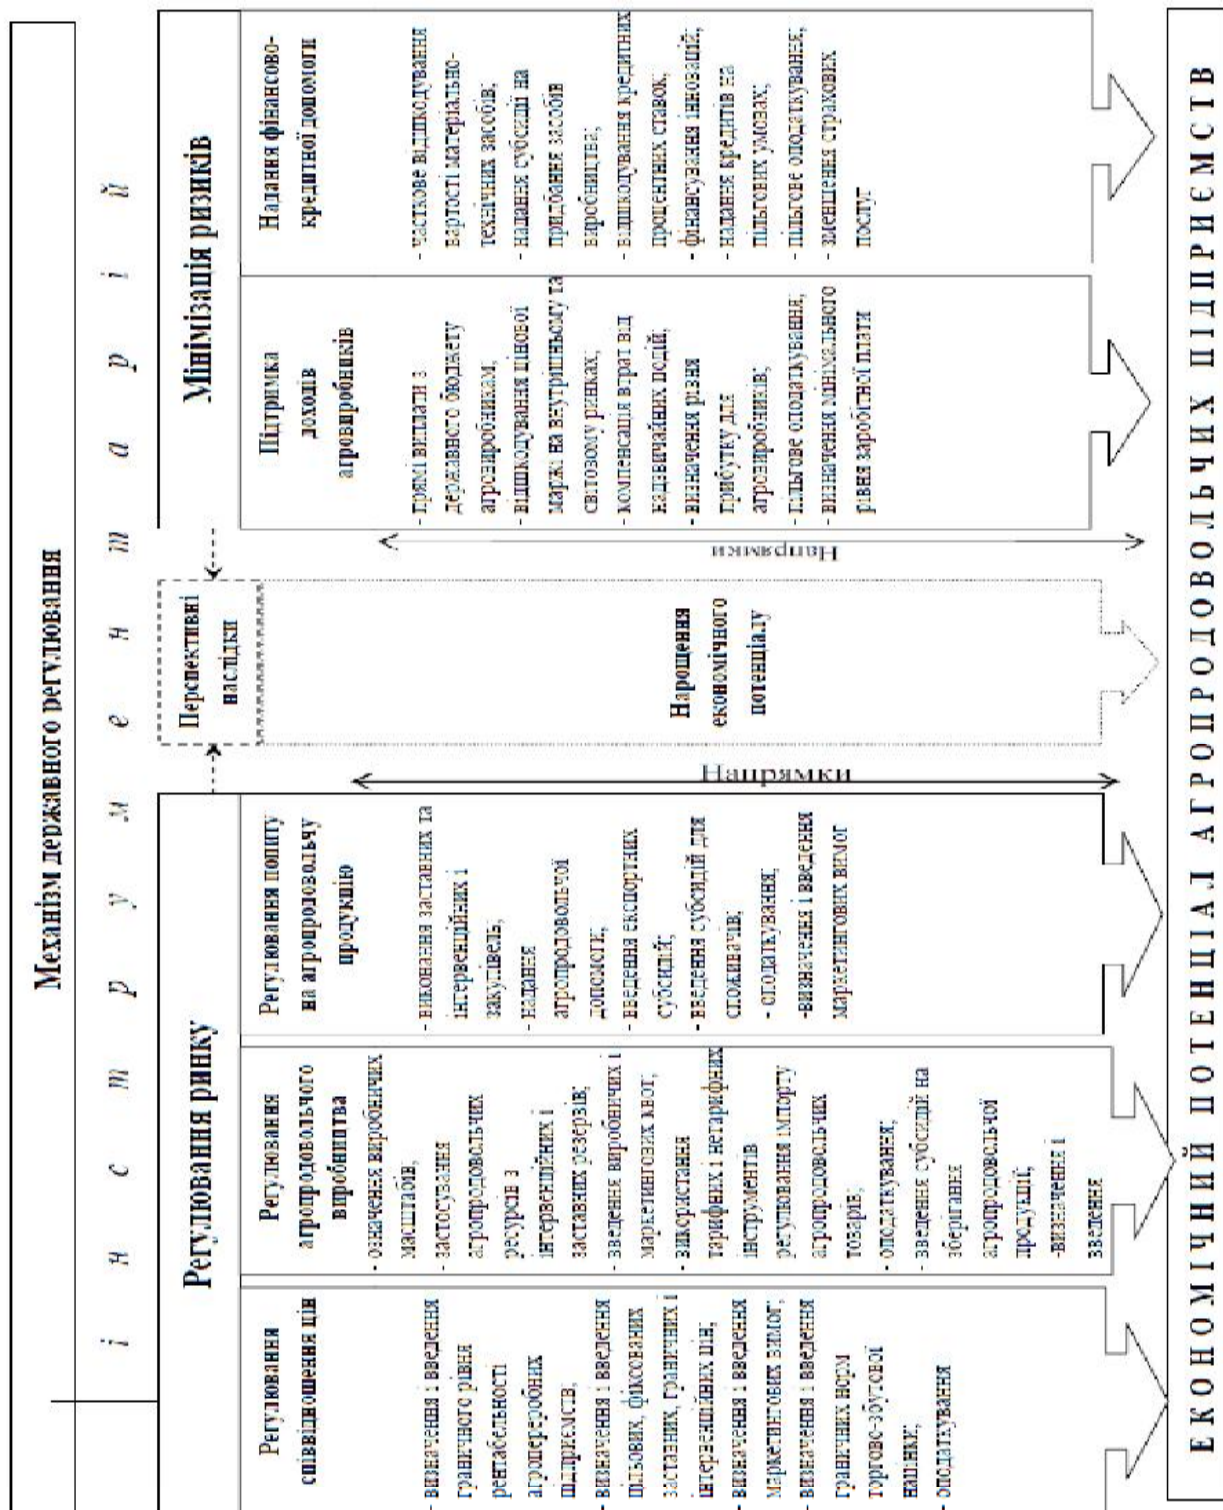 Механізм державного регулювання
і н с т р у м е н т а р і й
Регулювання ринку
Регулювання
співвідношення цін
- визначення і введення
граничного рівня
рентабельності
агропереробних
підприємств;
- визначення і введення
цільових, фіксованих
заставних, граничних і
інтервенційних цін;
- визначення і введення
маркетингових вимог;
- визначення і введення
граничних норм
торгово-збутової
націнки;
- оподаткування
Регулювання
агропродовольчого
виробництва
- означення виробничих
масштабів;
- застосування
агропродовольчих
ресурсів з
інтервенційних і
заставних резервів;
- введення виробничих і
маркетингових квот;
- використання
тарифних і нетарифних
інструментів
регулювання імпорту
агропродовольчих
товарів;
- оподаткування;
- введення субсидій на
зберігання
агропродовольчої
продукції;
-визначення і
введення
Регулювання попиту
на агропродовольчу
продукцію
- виконання заставних та
інтервенційних і
закупівель;
- надання
агропродовольчої
допомоги;
- введення експортних
субсидій;
- введення субсидій для
споживачів;
- оподаткування;
-визначення і введення
маркетингових вимог
Напрямки
Перспективні
наслідки
Нарощення
економічного
потенціалу
Мінімізація ризиків
Напрямки
Підтримка
доходів
агровиробників
- прямі виплати з
державного бюджету
агровиробникам;
- відшкодування цінової
маржі на внутрішньому та
світовому ринках;
- компенсація втрат від
надзвичайних подій;
- визначення рівня
прибутку для
агровиробників;
- пільгове оподаткування;
- визначення мінімального
рівня заробітної плати
Надання фінансово-
кредитної допомоги
- часткове відшкодування
вартості матеріально-
технічних засобів;
- надання субсидії на
придбання засобів
виробництва;
- відшкодування кредитних
процентних ставок;
- фінансування інновацій;
- надання кредитів на
пільгових умовах;
- пільгове оподаткування;
- зменшення страхових
послуг
ЕКОНОМІЧНИЙ ПОТЕНЦІАЛ АГРОПРОДОВОЛЬЧИХ ПІДПРИЄМСТВ